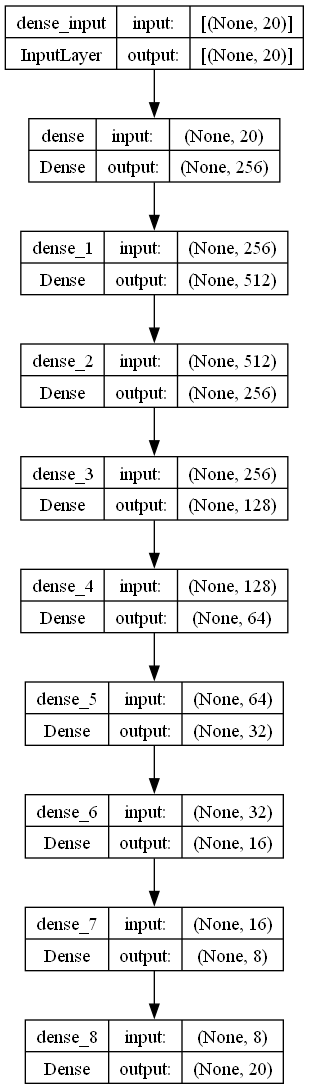 dense_input input: [(None, 20)]
InputLayer output: [(None, 20)]
dense input: (None, 20)
Dense output: (None, 256)
dense_1 input: (None, 256)
Dense output: (None, 512)
dense_2 input: (None, 512)
Dense output: (None, 256)
dense_3 input: (None, 256)
Dense output: (None, 128)
dense_4 input: (None, 128)
Dense output: (None, 64)
dense_5 input: (None, 64)
Dense output: (None, 32)
dense_6 input: (None, 32)
Dense output: (None, 16)
dense_7 input: (None, 16)
Dense output: (None, 8)
dense_8 input: (None, 8)
Dense output: (None, 20)